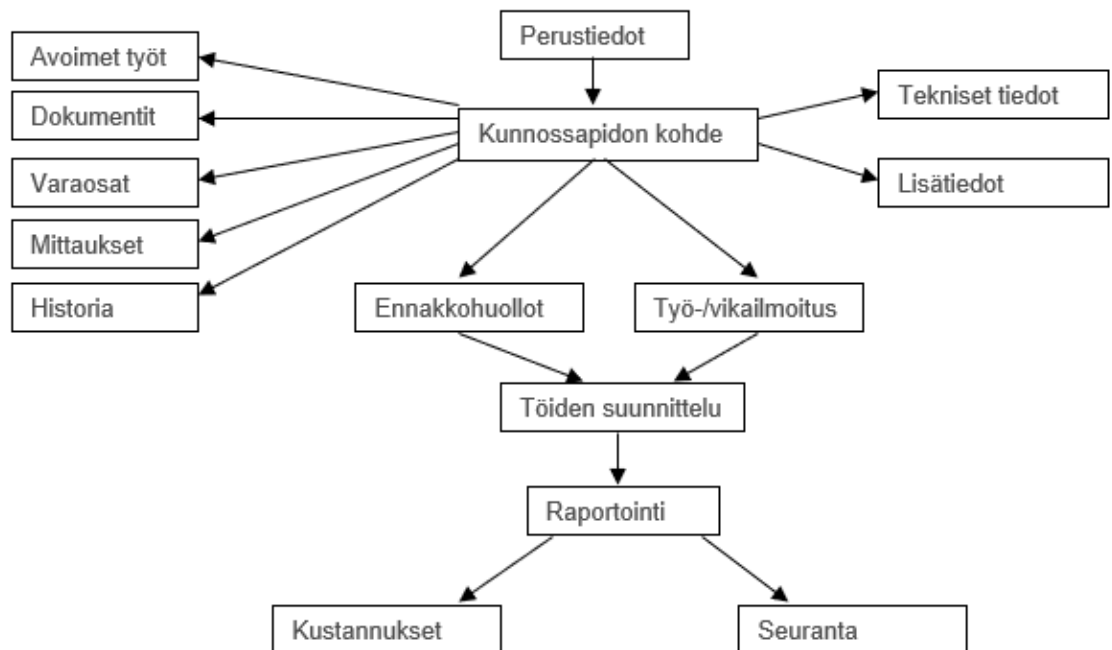 Perustiedot
Avoimet työt
Dokumentit
Varaosat
Mittaukset
Historia
Kunnossapidon kohde
Tekniset tiedot
Lisätiedot
Ennakkohuollot
Työ-/vikailmoitus
Töiden suunnittelu
Raportointi
Kustannukset
Seuranta